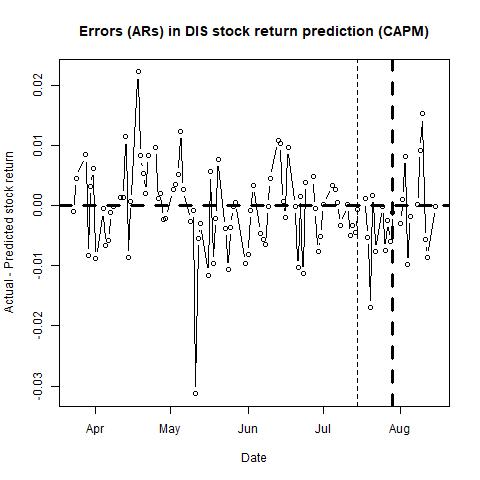 Errors (ARs) in DIS stock return prediction (CAPM)
Actual - Predicted stock return
0.02
0.01
0.00
-0.01
-0.02
-0.03
Apr May Jun Jul Aug
Date